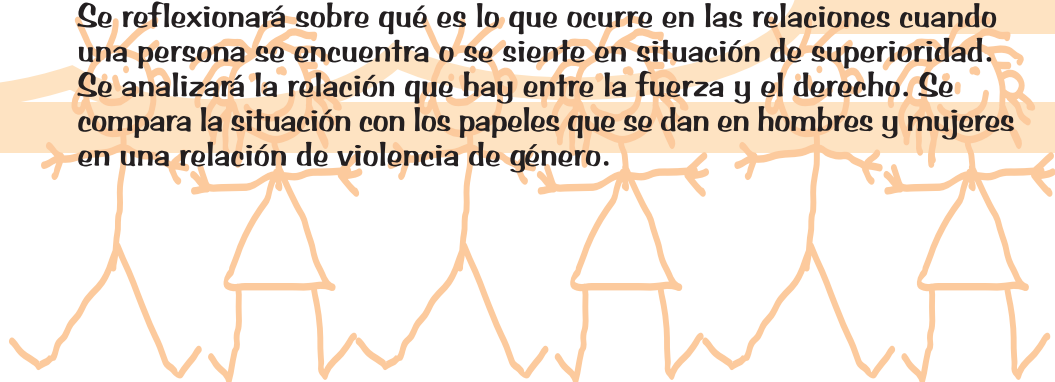 Se reflexionará sobre qué es lo que ocurre en las relaciones cuando
una persona se encuentra o se siente en situación de superioridad.
Se analizará la relación que hay entre la fuerza y el derecho. Se
compara la situación con los papeles que se dan en hombres y mujeres
en una relación de violencia de género.